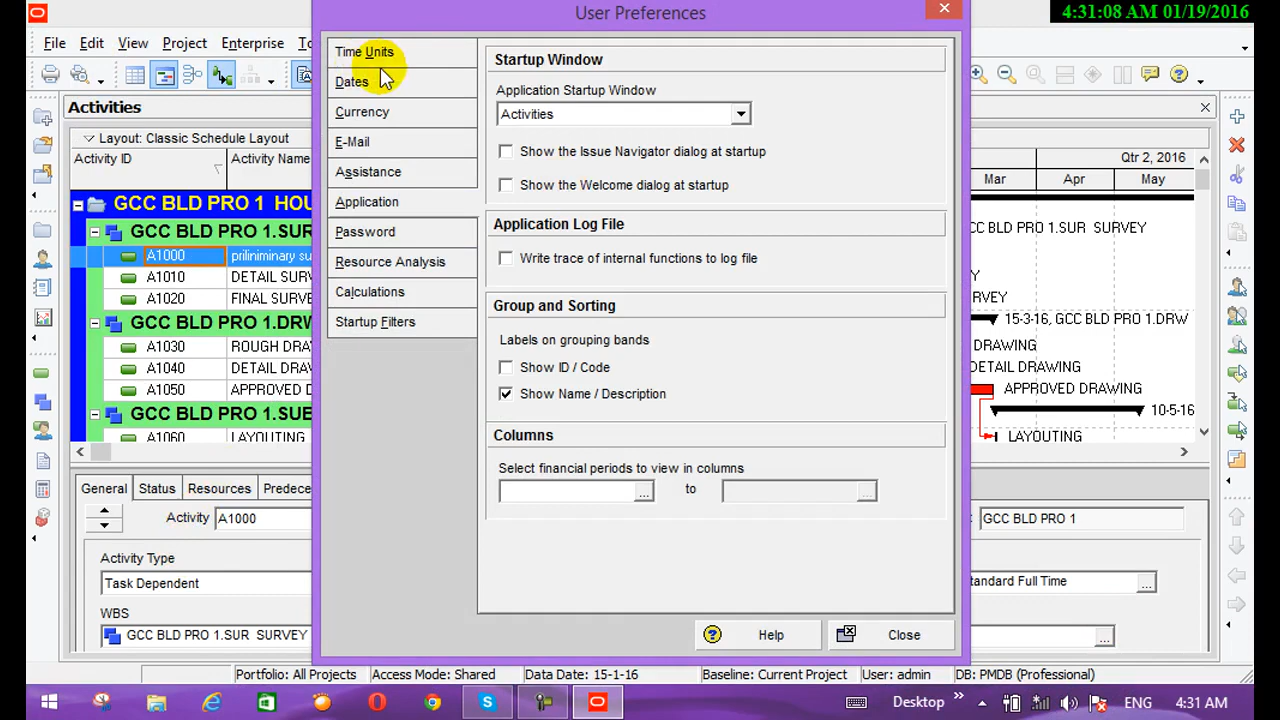 User Preferences
4:31:08 AM 01/19/2016
File Edit View Project Enterprise
Activities
Layout: Classic Schedule Layout
Activity ID
Activity Name
GCC BLD PRO 1 HOU
GCC BLD PRO 1.SUR SURVE
A1000 priliniminary su
A1010 DETAIL SURV
A1020 FINAL SURVE
GCC BLD PRO 1.DRW
A1030 ROUGH DRA
A1040 DETAIL DRAW
A1050 APPROVED D
GCC BLD PRO 1.SUB
A1060 LAYOUTING
General Status Resources Predece
Activity A1000
Activity Type
Task Dependent
WBS
GCC BLD PRO 1.SUR SURVEY
Time Units
Dates
Currency
E-Mail
Assistance
Application
Password
Resource Analysis
Calculations
Startup Filters
Startup Window
Application Startup Window
Activities
Show the Issue Navigator dialog at startup
Show the Welcome dialog at startup
Application Log File
Write trace of internal functions to log file
Group and Sorting
Labels on grouping bands
Show ID / Code
Show Name / Description
Columns
Select financial periods to view in columns
... to ...
Help
Close
Qtr 2, 2016
Mar Apr May
CC BLD PRO 1.SUR SURVEY
EY
VEY
15-3-16, GCC BLD PRO 1.DRW
DRAWING
ETAIL DRAWING
APPROVED DRAWING
10-5-16
LAYOUTING
GCC BLD PRO 1
tandard Full Time ...
...
Portfolio: All Projects Access Mode: Shared Data Date: 15-1-16 Baseline: Current Project User: admin DB: PMDB (Professional)
Desktop » ENG 4:31 AM